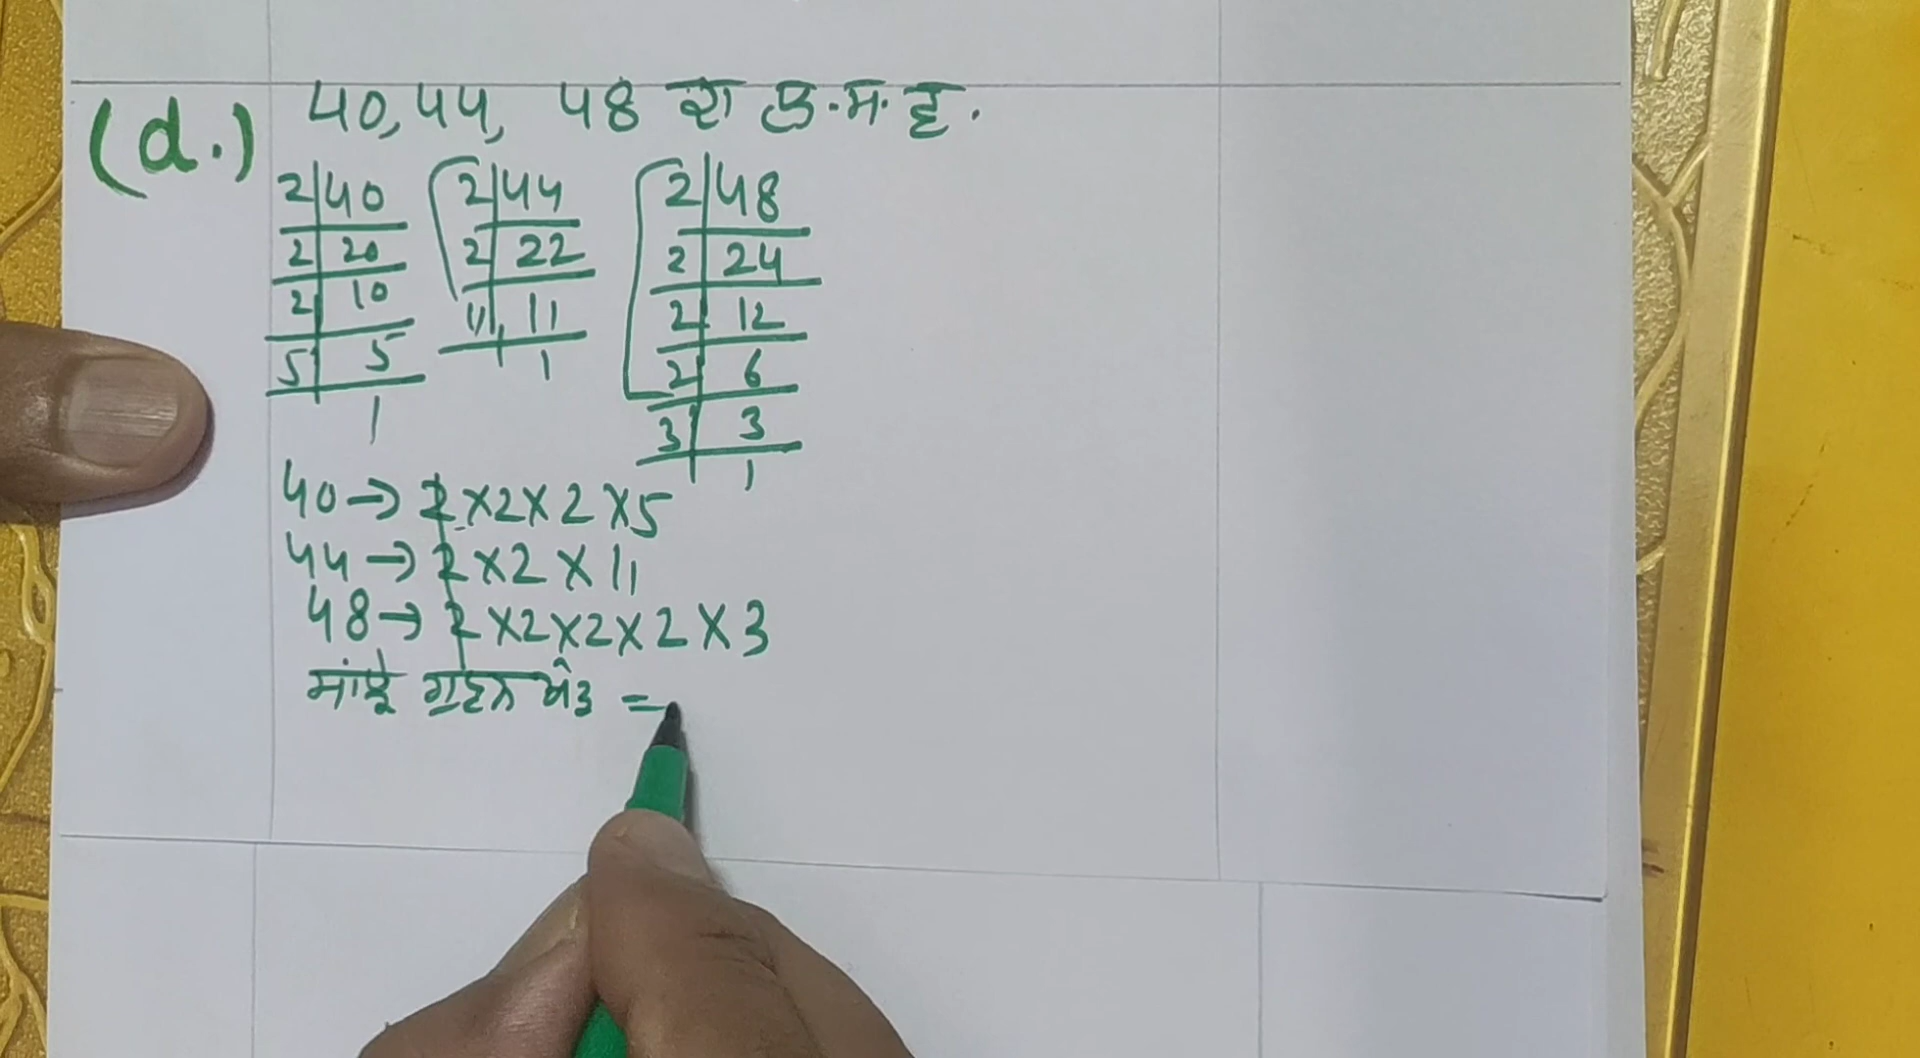 (d.) 40, 44, 48 ਦਾ ਲ.ਸ.ਵ.
2 | 40 2 | 44 2 | 48
2 | 20 2 | 22 2 | 24
2 | 10 11 | 11 2 | 12
5 | 5 1 2 | 6
1 3 | 3
1
40 → 2 × 2 × 2 × 5
44 → 2 × 2 × 11
48 → 2 × 2 × 2 × 2 × 3
ਸਾਂਝੇ ਗੁਣਨਖੰਡ =